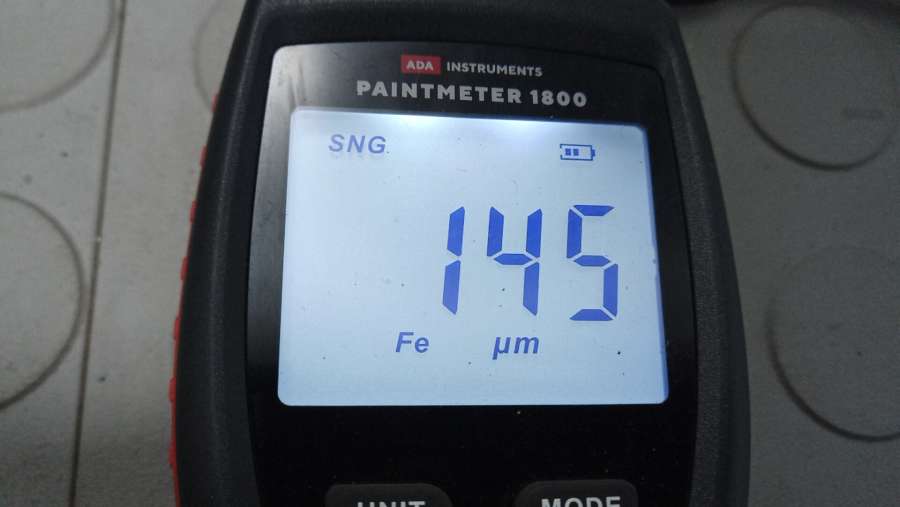 ADA INSTRUMENTS
PAINTMETER 1800
SNG
145
Fe µm
UNIT MODE